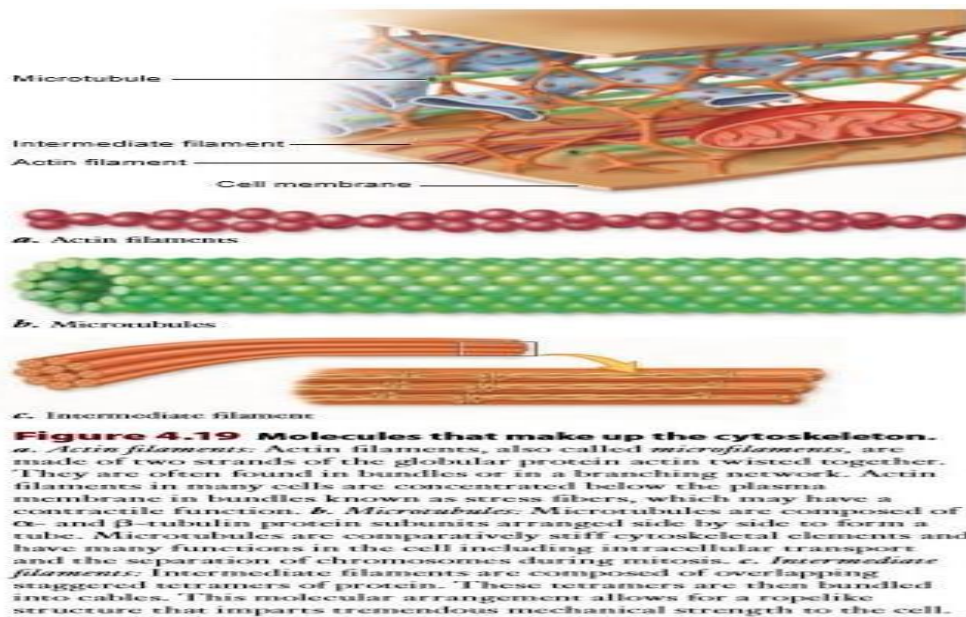 Microtubule
Intermediate filament
Actin filament
Cell membrane
a. Actin filaments
b. Microtubules
c. Intermediate filament
Figure 4.19 Molecules that make up the cytoskeleton.
a. Actin filaments: Actin filaments, also called microfilaments, are
made of two strands of the globular protein actin twisted together.
They are often found in bundles or in a branching network. Actin
filaments in many cells are concentrated below the plasma
membrane in bundles known as stress fibers, which may have a
contractile function. b. Microtubules: Microtubules are composed of
α- and β-tubulin protein subunits arranged side by side to form a
tube. Microtubules are comparatively stiff cytoskeletal elements and
have many functions in the cell including intracellular transport
and the separation of chromosomes during mitosis. c. Intermediate
filaments: Intermediate filaments are composed of overlapping
staggered tetramers of protein. These tetramers are then bundled
into cables. This molecular arrangement allows for a ropelike
structure that imparts tremendous mechanical strength to the cell.